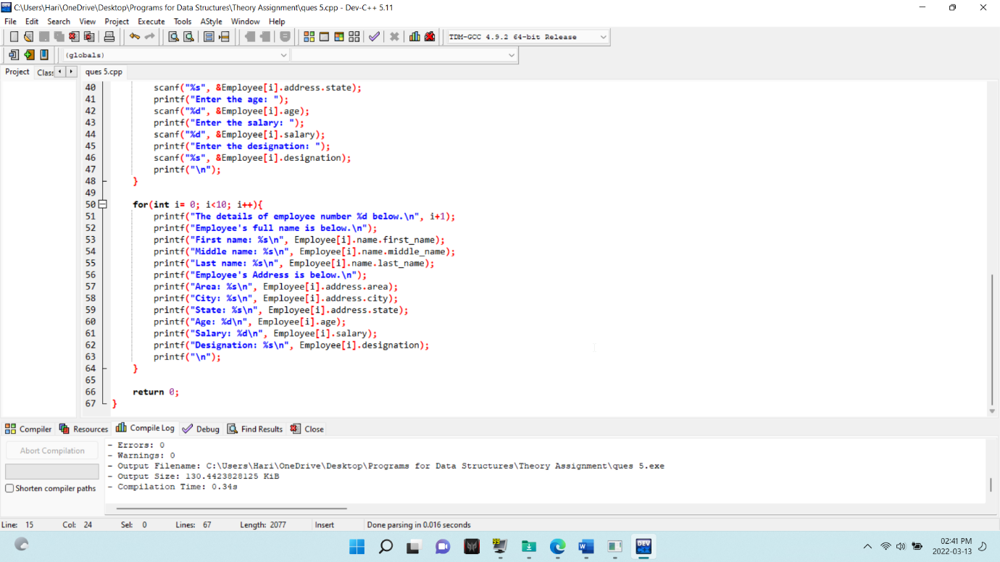 C:\Users\Hari\OneDrive\Desktop\Programs for Data Structures\Theory Assignment\ques 5.cpp - Dev-C++ 5.11
File Edit Search View Project Execute Tools AStyle Window Help
TDM-GCC 4.9.2 64-bit Release
(globals)
Project Clas ques 5.cpp
40 scanf("%s", &Employee[i].address.state);
41 printf("Enter the age: ");
42 scanf("%d", &Employee[i].age);
43 printf("Enter the salary: ");
44 scanf("%d", &Employee[i].salary);
45 printf("Enter the designation: ");
46 scanf("%s", &Employee[i].designation);
47 printf("\n");
48 }
49
50 for(int i= 0; i<10; i++){
51 printf("The details of employee number %d below.\n", i+1);
52 printf("Employee's full name is below.\n");
53 printf("First name: %s\n", Employee[i].name.first_name);
54 printf("Middle name: %s\n", Employee[i].name.middle_name);
55 printf("Last name: %s\n", Employee[i].name.last_name);
56 printf("Employee's Address is below.\n");
57 printf("Area: %s\n", Employee[i].address.area);
58 printf("City: %s\n", Employee[i].address.city);
59 printf("State: %s\n", Employee[i].address.state);
60 printf("Age: %d\n", Employee[i].age);
61 printf("Salary: %d\n", Employee[i].salary);
62 printf("Designation: %s\n", Employee[i].designation);
63 printf("\n");
64 }
65
66 return 0;
67 }
Compiler Resources Compile Log Debug Find Results Close
Abort Compilation
Shorten compiler paths
- Errors: 0
- Warnings: 0
- Output Filename: C:\Users\Hari\OneDrive\Desktop\Programs for Data Structures\Theory Assignment\ques 5.exe
- Output Size: 130.4423828125 KiB
- Compilation Time: 0.34s
Line: 15 Col: 24 Sel: 0 Lines: 67 Length: 2077 Insert Done parsing in 0.016 seconds
99
DEV
02:41 PM
2022-03-13